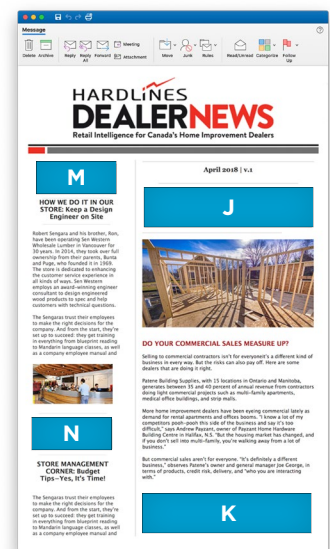 Message
Delete Archive
Reply Reply All Forward
Meeting
Attachment
Move Junk Rules
Read/Unread Categorize Follow Up
HARDLINES
DEALERNEWS
Retail Intelligence for Canada's Home Improvement Dealers
M
HOW WE DO IT IN OUR
STORE: Keep a Design
Engineer on Site
Robert Sengara and his brother, Ron,
have been operating Sen Western
Wholesale Lumber in Vancouver for
30 years. In 2014, they took over full
ownership from their parents, Bunta
and Puge, who founded it in 1969.
The store is dedicated to enhancing
the customer service experience in
all kinds of ways. Sen Western
employs an award-winning engineer
consultant to design engineered
wood products to spec and help
customers with technical questions.
The Sengaras trust their employees
to make the right decisions for the
company. And from the start, they're
set up to succeed: they get training
in everything from blueprint reading
to Mandarin language classes, as well
as a company employee manual and
N
STORE MANAGEMENT
CORNER: Budget
Tips—Yes, It's Time!
The Sengaras trust their employees
to make the right decisions for the
company. And from the start, they're
set up to succeed: they get training
in everything from blueprint reading
to Mandarin language classes, as well
as a company employee manual and
April 2018 | v.1
J
DO YOUR COMMERCIAL SALES MEASURE UP?
Selling to commercial contractors isn't for everyoneit's a different kind of
business in every way. But the risks can also pay off. Here are some
dealers that are doing it right.
Patene Building Supplies, with 15 locations in Ontario and Manitoba,
generates between 35 and 40 percent of annual revenue from contractors
doing light commercial projects such as multi-family apartments,
medical office buildings, and strip malls.
More home improvement dealers have been eyeing commercial lately as
demand for rental apartments and offices booms. "I know a lot of my
competitors pooh-pooh this side of the business and say it's too
difficult," says Andrew Payzant, owner of Payzant Home Hardware
Building Centre in Halifax, N.S. "But the housing market has changed, and
if you don't sell into multi-family, you're walking away from a lot of
business."
But commercial sales aren't for everyone. "It's definitely a different
business," observes Patene's owner and general manager Joe George, in
terms of products, credit risk, delivery, and "who you are interacting
with."
K